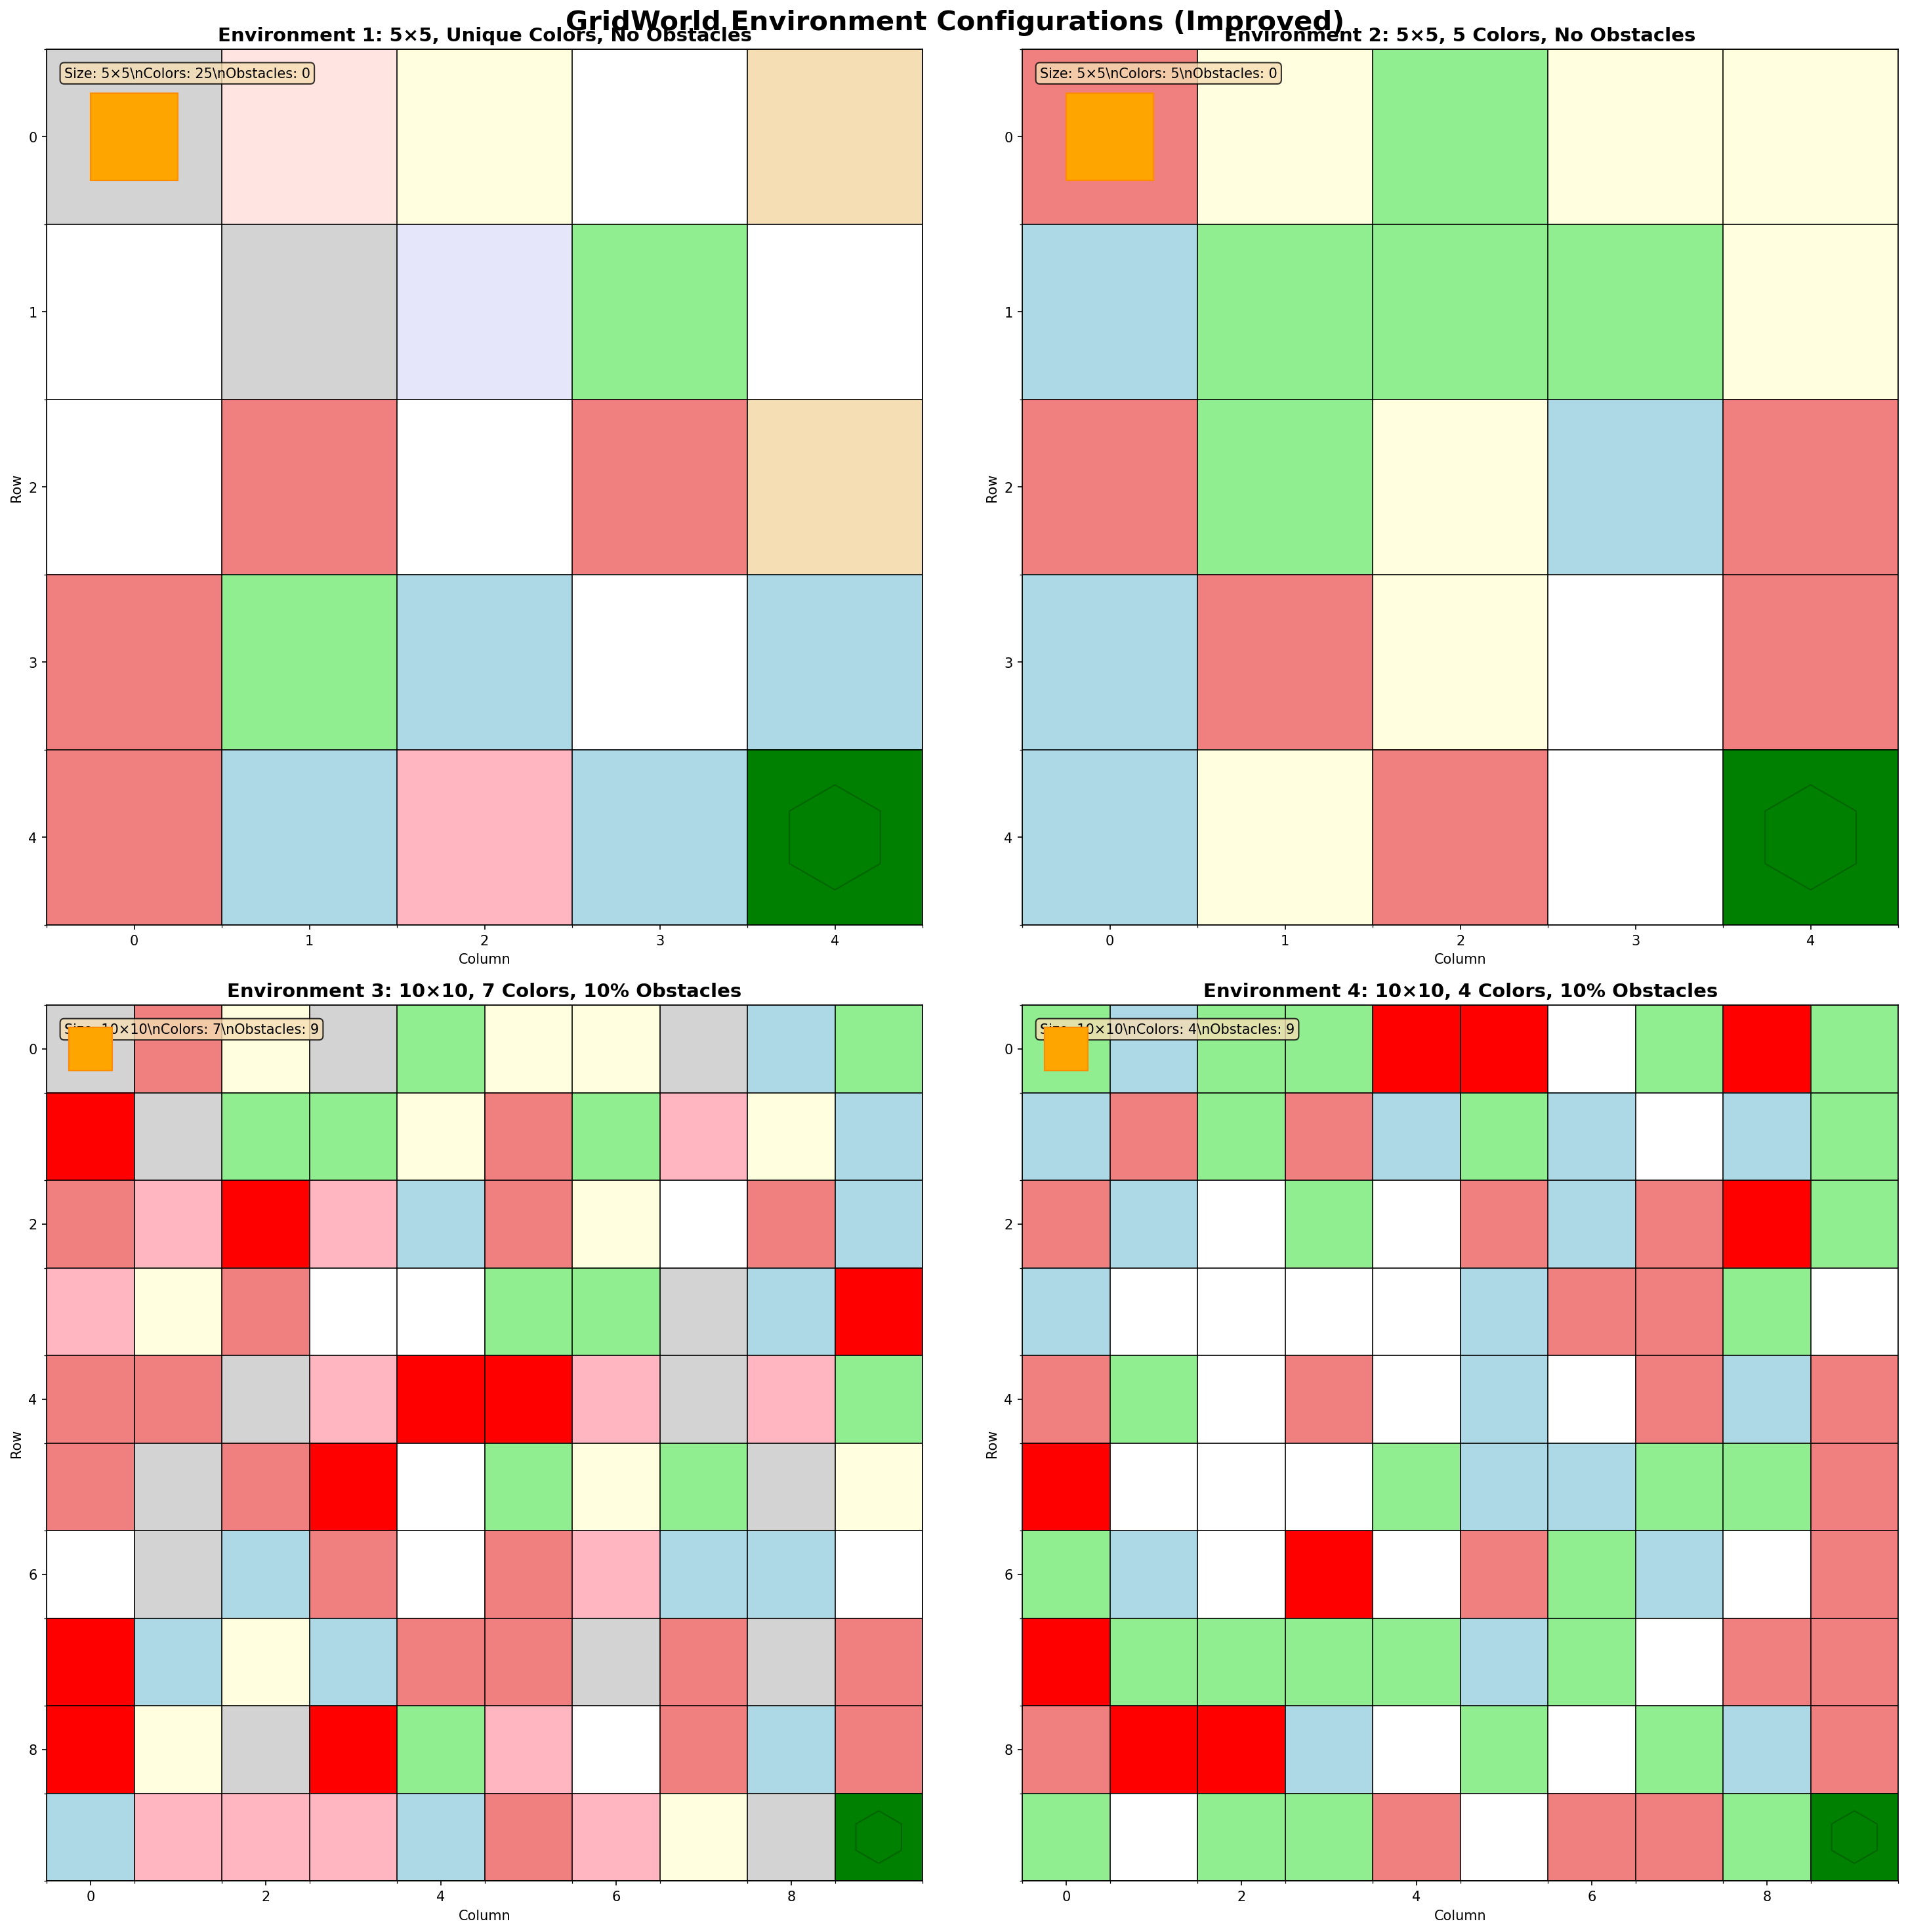 GridWorld Environment Configurations (Improved)
Environment 1: 5×5, Unique Colors, No Obstacles
Size: 5×5\nColors: 25\nObstacles: 0
0
1
2
3
4
Row
0 1 2 3 4
Column
Environment 2: 5×5, 5 Colors, No Obstacles
Size: 5×5\nColors: 5\nObstacles: 0
0
1
2
3
4
Row
0 1 2 3 4
Column
Environment 3: 10×10, 7 Colors, 10% Obstacles
Size: 10×10\nColors: 7\nObstacles: 9
0
2
4
6
8
Row
0 2 4 6 8
Column
Environment 4: 10×10, 4 Colors, 10% Obstacles
Size: 10×10\nColors: 4\nObstacles: 9
0
2
4
6
8
Row
0 2 4 6 8
Column